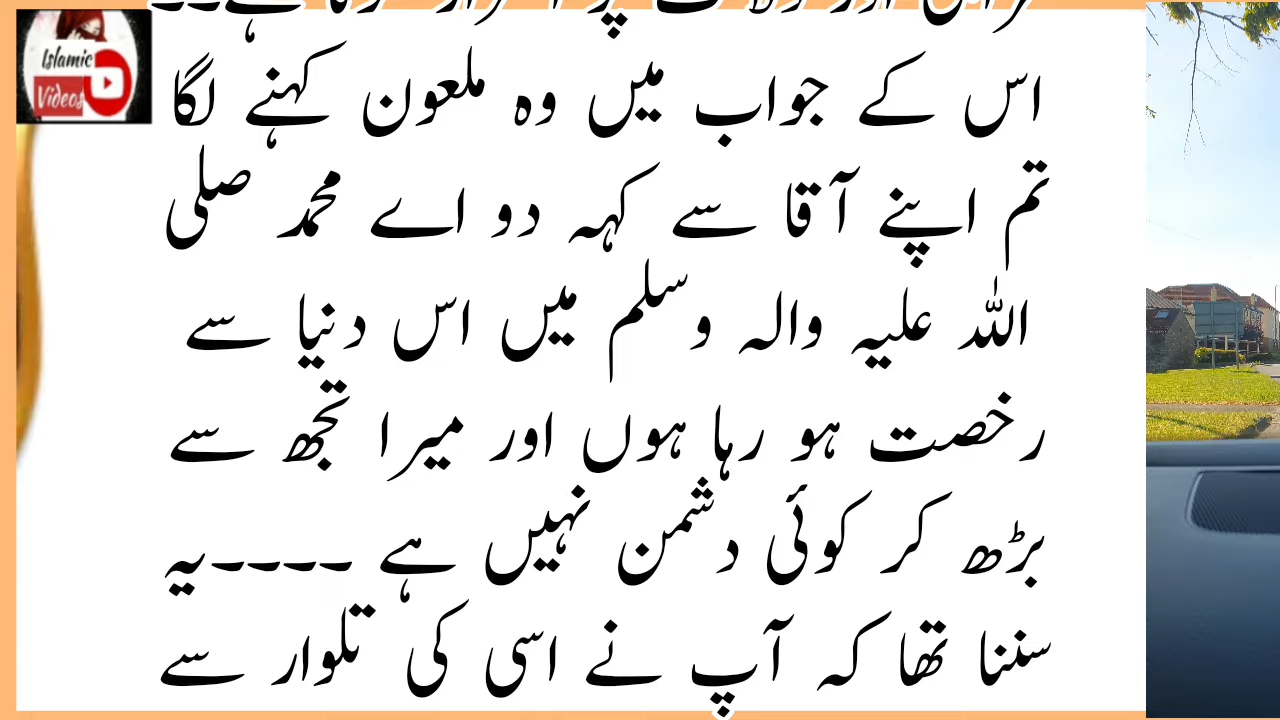 Islamic
Videos
اس کے جواب میں وہ ملعون کہنے لگا
تم اپنے آقا سے کہہ دو اے محمد صلی
اللہ علیہ والہ وسلم میں اس دنیا سے
رخصت ہو رہا ہوں اور میرا تجھ سے
بڑھ کر کوئی دشمن نہیں ہے ----یہ
سننا تھا کہ آپ نے اسی کی تلوار سے